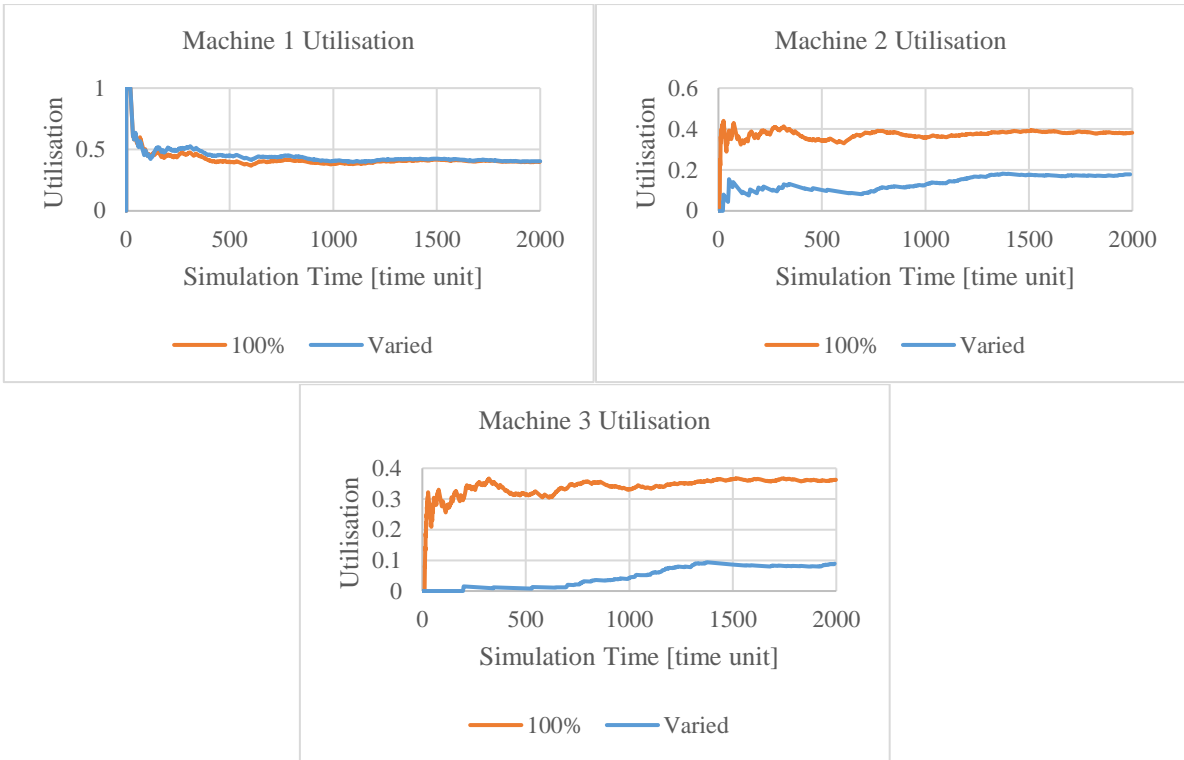 Machine 1 Utilisation
Utilisation
1
0.5
0
0 500 1000 1500 2000
Simulation Time [time unit]
100% Varied
Machine 2 Utilisation
Utilisation
0.6
0.4
0.2
0
0 500 1000 1500 2000
Simulation Time [time unit]
100% Varied
Machine 3 Utilisation
Utilisation
0.4
0.3
0.2
0.1
0
0 500 1000 1500 2000
Simulation Time [time unit]
100% Varied